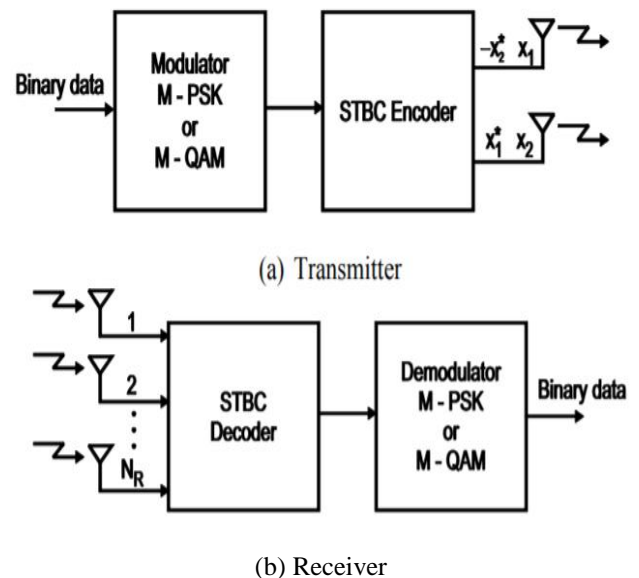 Binary data
Modulator
M - PSK
or
M - QAM
STBC Encoder
-x₂* x₁
x₁* x₂
(a) Transmitter
1
2
N_R
STBC
Decoder
Demodulator
M - PSK
or
M - QAM
Binary data
(b) Receiver